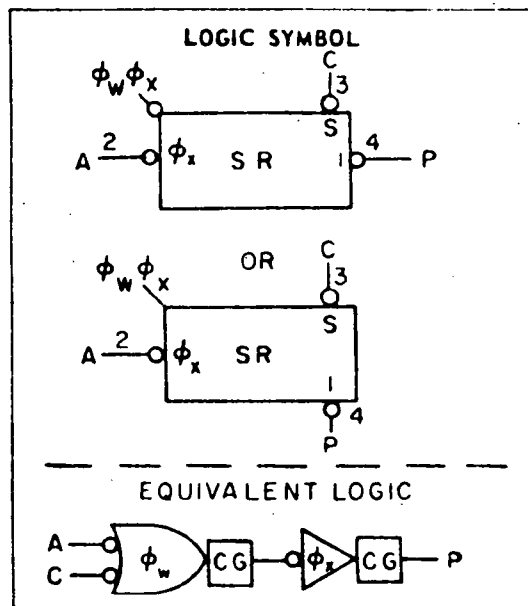 LOGIC SYMBOL
C
ϕW ϕX
3
S
2
4
A
ϕX
SR
1
P
OR
C
ϕW ϕX
3
S
2
A
ϕX
SR
1
4
P
EQUIVALENT LOGIC
A
C
ϕW
CG
ϕX
CG
P